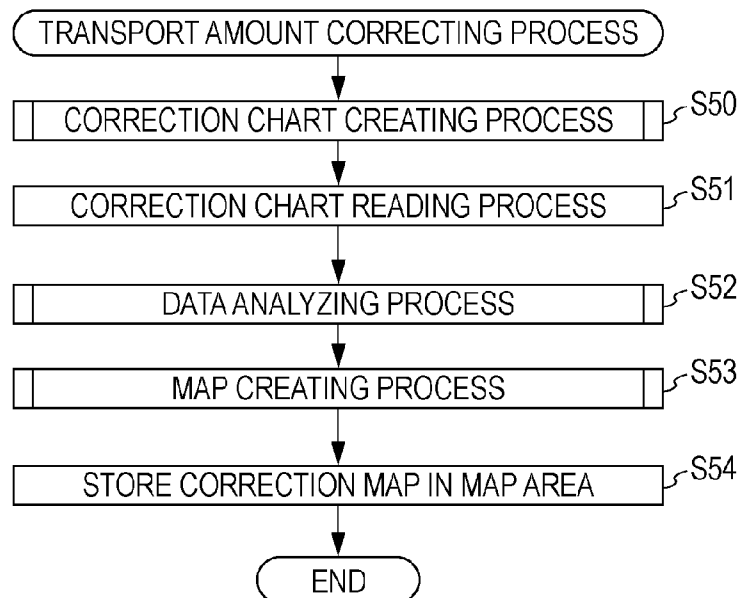 TRANSPORT AMOUNT CORRECTING PROCESS
CORRECTION CHART CREATING PROCESS S50
CORRECTION CHART READING PROCESS S51
DATA ANALYZING PROCESS S52
MAP CREATING PROCESS S53
STORE CORRECTION MAP IN MAP AREA S54
END